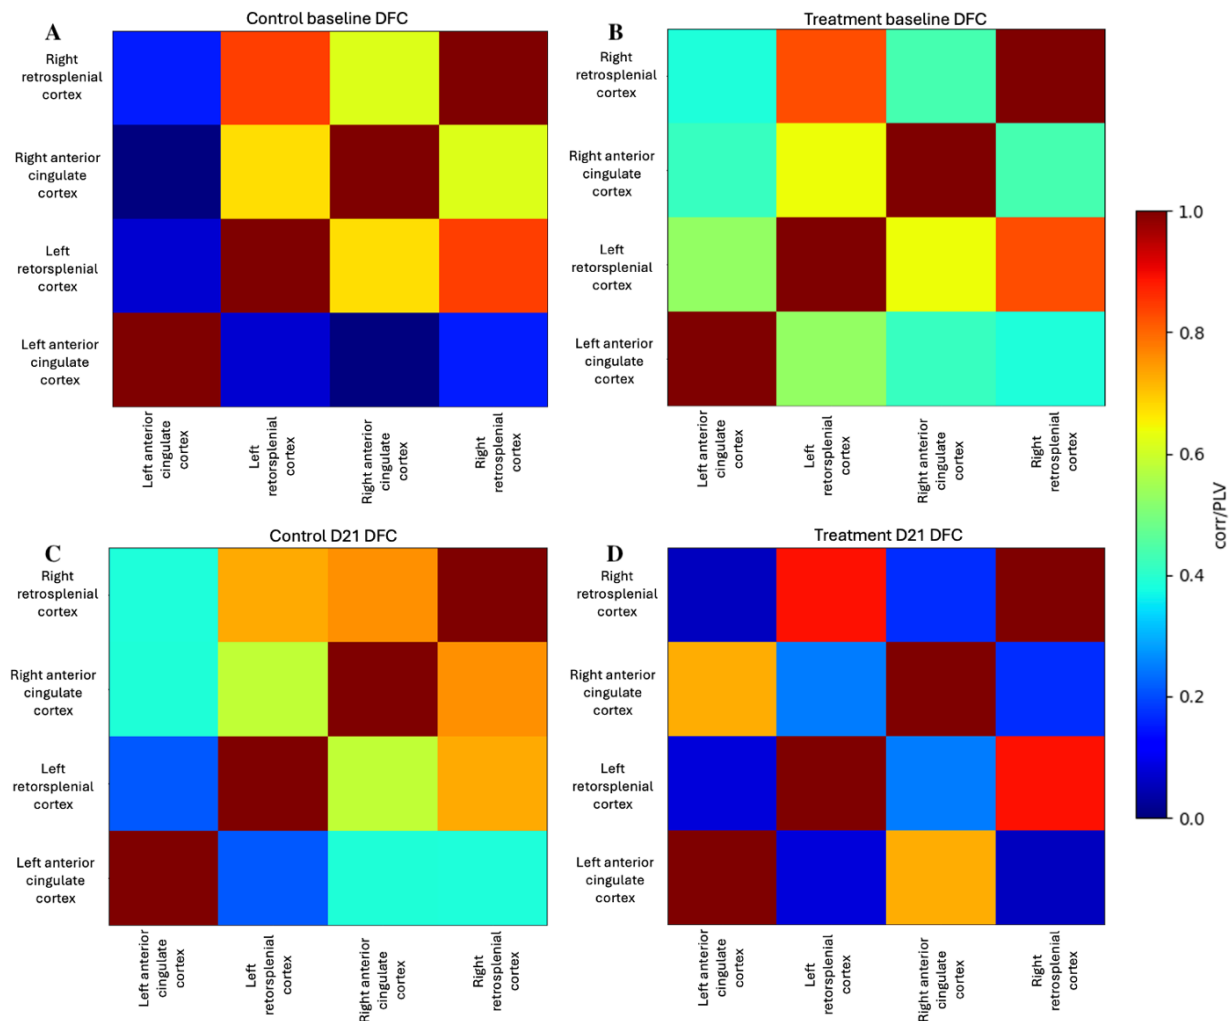 A
Control baseline DFC
Right
retrosplenial
cortex
Right anterior
cingulate
cortex
Left
retorsplenial
cortex
Left anterior
cingulate
cortex
Left anterior
cingulate
cortex
Left
retorsplenial
cortex
Right anterior
cingulate
cortex
Right
retrosplenial
cortex
B
Treatment baseline DFC
Right
retrosplenial
cortex
Right anterior
cingulate
cortex
Left
retorsplenial
cortex
Left anterior
cingulate
cortex
Left anterior
cingulate
cortex
Left
retorsplenial
cortex
Right anterior
cingulate
cortex
Right
retrosplenial
cortex
1.0
0.8
0.6
0.4
0.2
0.0
corr/PLV
C
Control D21 DFC
Right
retrosplenial
cortex
Right anterior
cingulate
cortex
Left
retorsplenial
cortex
Left anterior
cingulate
cortex
Left anterior
cingulate
cortex
Left
retorsplenial
cortex
Right anterior
cingulate
cortex
Right
retrosplenial
cortex
D
Treatment D21 DFC
Right
retrosplenial
cortex
Right anterior
cingulate
cortex
Left
retorsplenial
cortex
Left anterior
cingulate
cortex
Left anterior
cingulate
cortex
Left
retorsplenial
cortex
Right anterior
cingulate
cortex
Right
retrosplenial
cortex